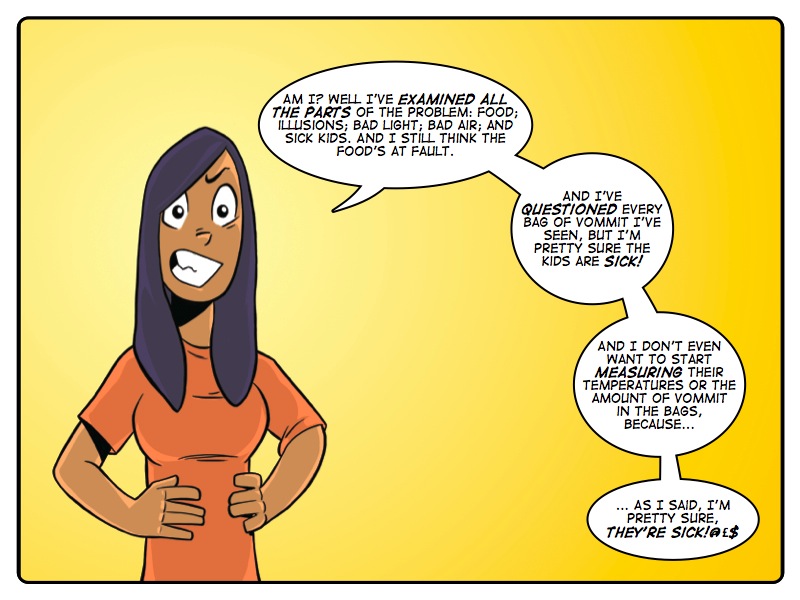 AM I? WELL I'VE EXAMINED ALL
THE PARTS OF THE PROBLEM: FOOD;
ILLUSIONS; BAD LIGHT; BAD AIR; AND
SICK KIDS. AND I STILL THINK THE
FOOD'S AT FAULT.
AND I'VE
QUESTIONED EVERY
BAG OF VOMMIT I'VE
SEEN, BUT I'M
PRETTY SURE THE
KIDS ARE SICK!
AND I DON'T EVEN
WANT TO START
MEASURING THEIR
TEMPERATURES OR THE
AMOUNT OF VOMMIT
IN THE BAGS,
BECAUSE...
... AS I SAID, I'M
PRETTY SURE,
THEY'RE SICK!@£$